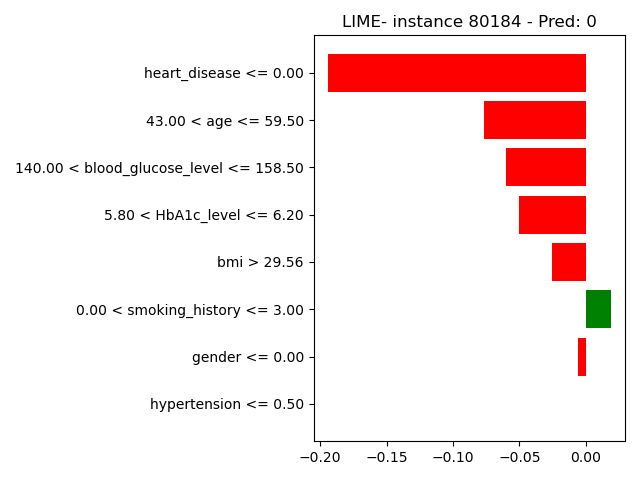 LIME- instance 80184 - Pred: 0
heart_disease <= 0.00
43.00 < age <= 59.50
140.00 < blood_glucose_level <= 158.50
5.80 < HbA1c_level <= 6.20
bmi > 29.56
0.00 < smoking_history <= 3.00
gender <= 0.00
hypertension <= 0.50
−0.20 −0.15 −0.10 −0.05 0.00